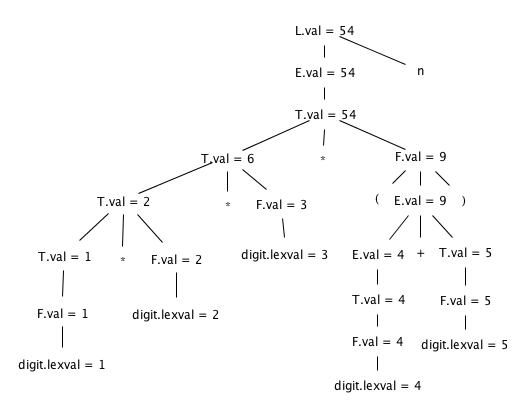 L.val = 54
E.val = 54 n
T.val = 54
T.val = 6 * F.val = 9
T.val = 2 * F.val = 3 ( E.val = 9 )
T.val = 1 * F.val = 2 digit.lexval = 3 E.val = 4 + T.val = 5
F.val = 1 digit.lexval = 2 T.val = 4 F.val = 5
digit.lexval = 1 F.val = 4 digit.lexval = 5
digit.lexval = 4